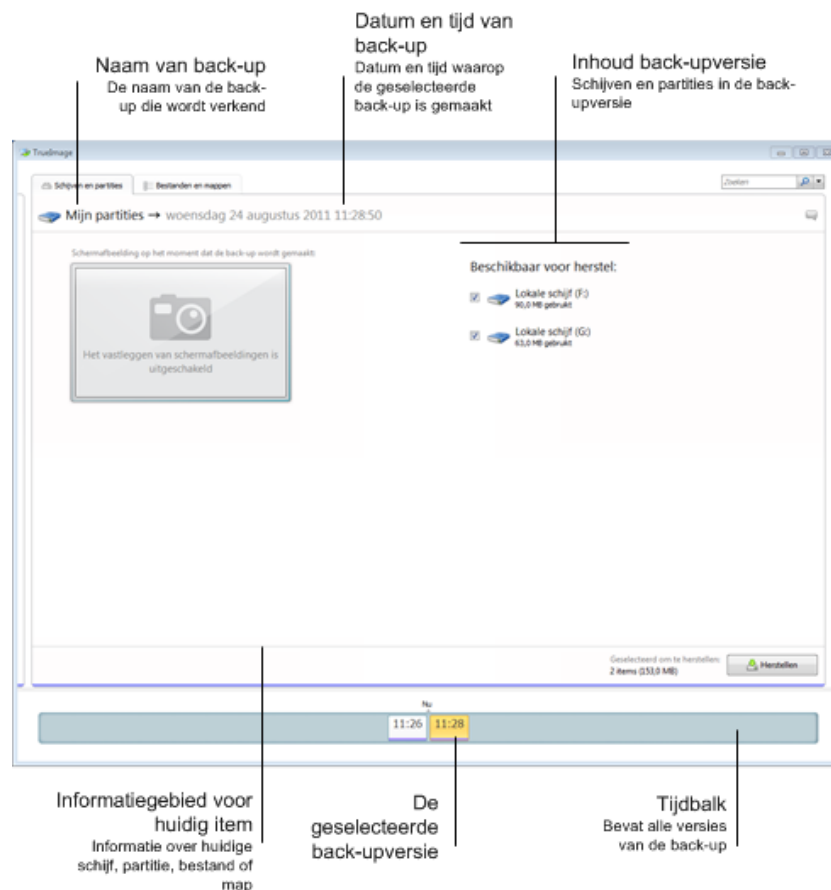 Datum en tijd van
back-up
Datum en tijd waarop
de geselecteerde
back-up is gemaakt
Naam van back-up
De naam van de back-
up die wordt verkend
Inhoud back-upversie
Schijven en partities in de back-
upversie
TrueImage
Schijven en partities
Bestanden en mappen
Zoeken
Mijn partities → woensdag 24 augustus 2011 11:28:50
Schermafbeelding op het moment dat de back-up wordt gemaakt:
Het vastleggen van schermafbeeldingen is
uitgeschakeld
Beschikbaar voor herstel:
Lokale schijf (F:)
90,0 MB gebruikt
Lokale schijf (G:)
63,0 MB gebruikt
Geselecteerd om te herstellen:
2 items (153,0 MB)
Herstellen
Nu
11:26
11:28
Informatiegebied voor
huidig item
Informatie over huidige
schijf, partitie, bestand of
map
De
geselecteerde
back-upversie
Tijdbalk
Bevat alle versies
van de back-up